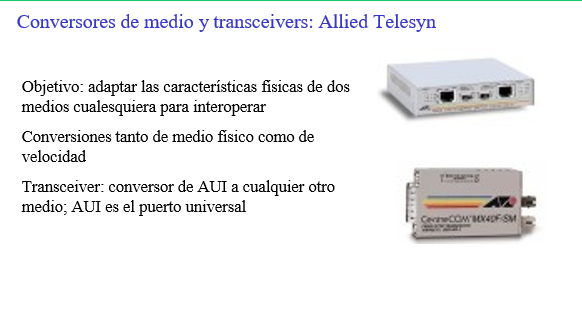 Conversores de medio y transceivers: Allied Telesyn
Objetivo: adaptar las características físicas de dos
medios cualesquiera para interoperar
Conversiones tanto de medio físico como de
velocidad
Transceiver: conversor de AUI a cualquier otro
medio; AUI es el puerto universal
CentreCOM MX40F/SM